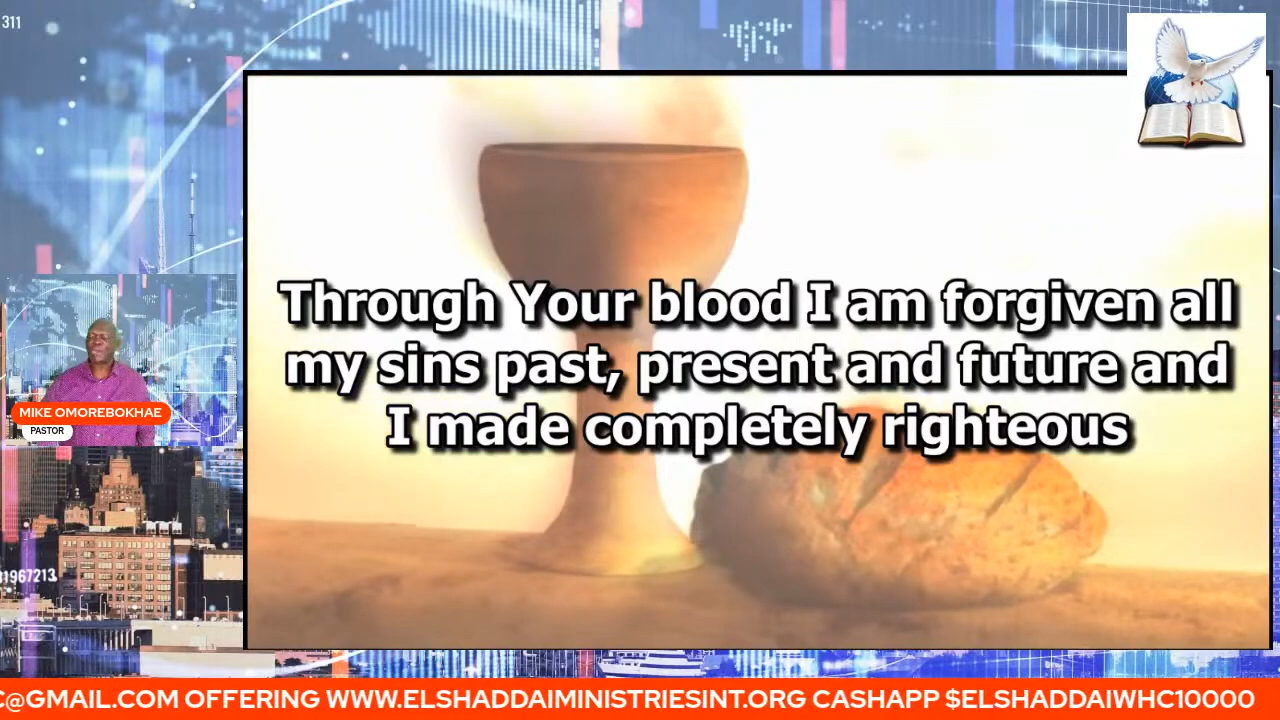 311
Through Your blood I am forgiven all
my sins past, present and future and
I made completely righteous
MIKE OMOREBOKHAE
PASTOR
31967213
C@GMAIL.COM OFFERING WWW.ELSHADDAIMINISTRIESINT.ORG CASHAPP $ELSHADDAIWHC10000